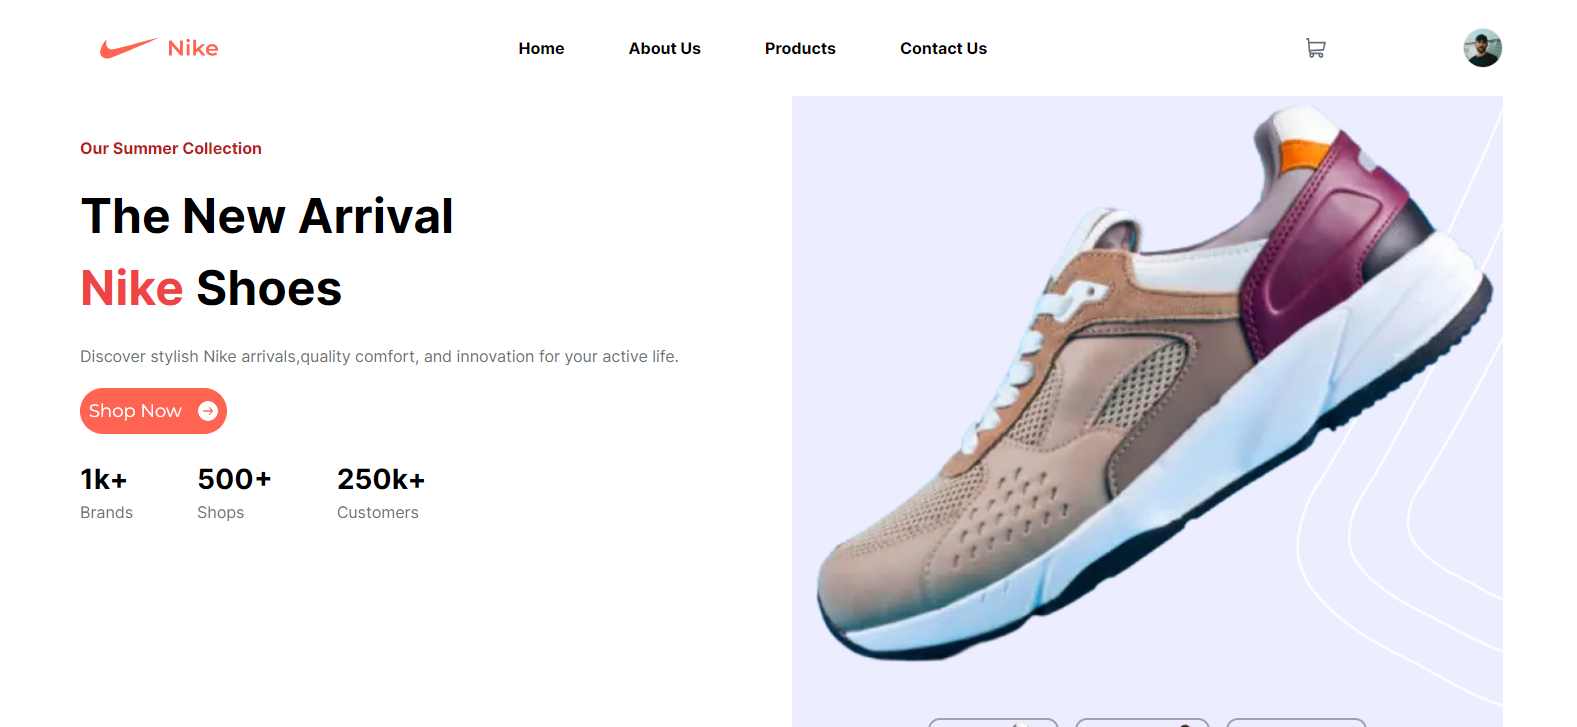 Nike
Home About Us Products Contact Us
Our Summer Collection
The New Arrival
Nike Shoes
Discover stylish Nike arrivals,quality comfort, and innovation for your active life.
Shop Now
1k+ 500+ 250k+
Brands Shops Customers